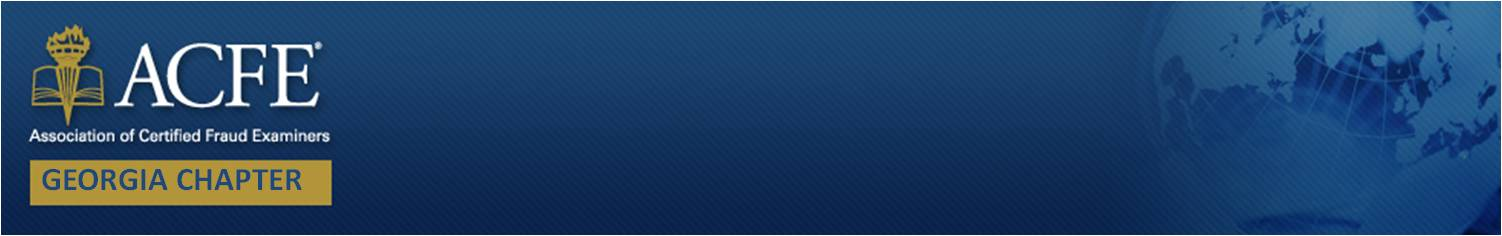 ACFE®
Association of Certified Fraud Examiners
GEORGIA CHAPTER